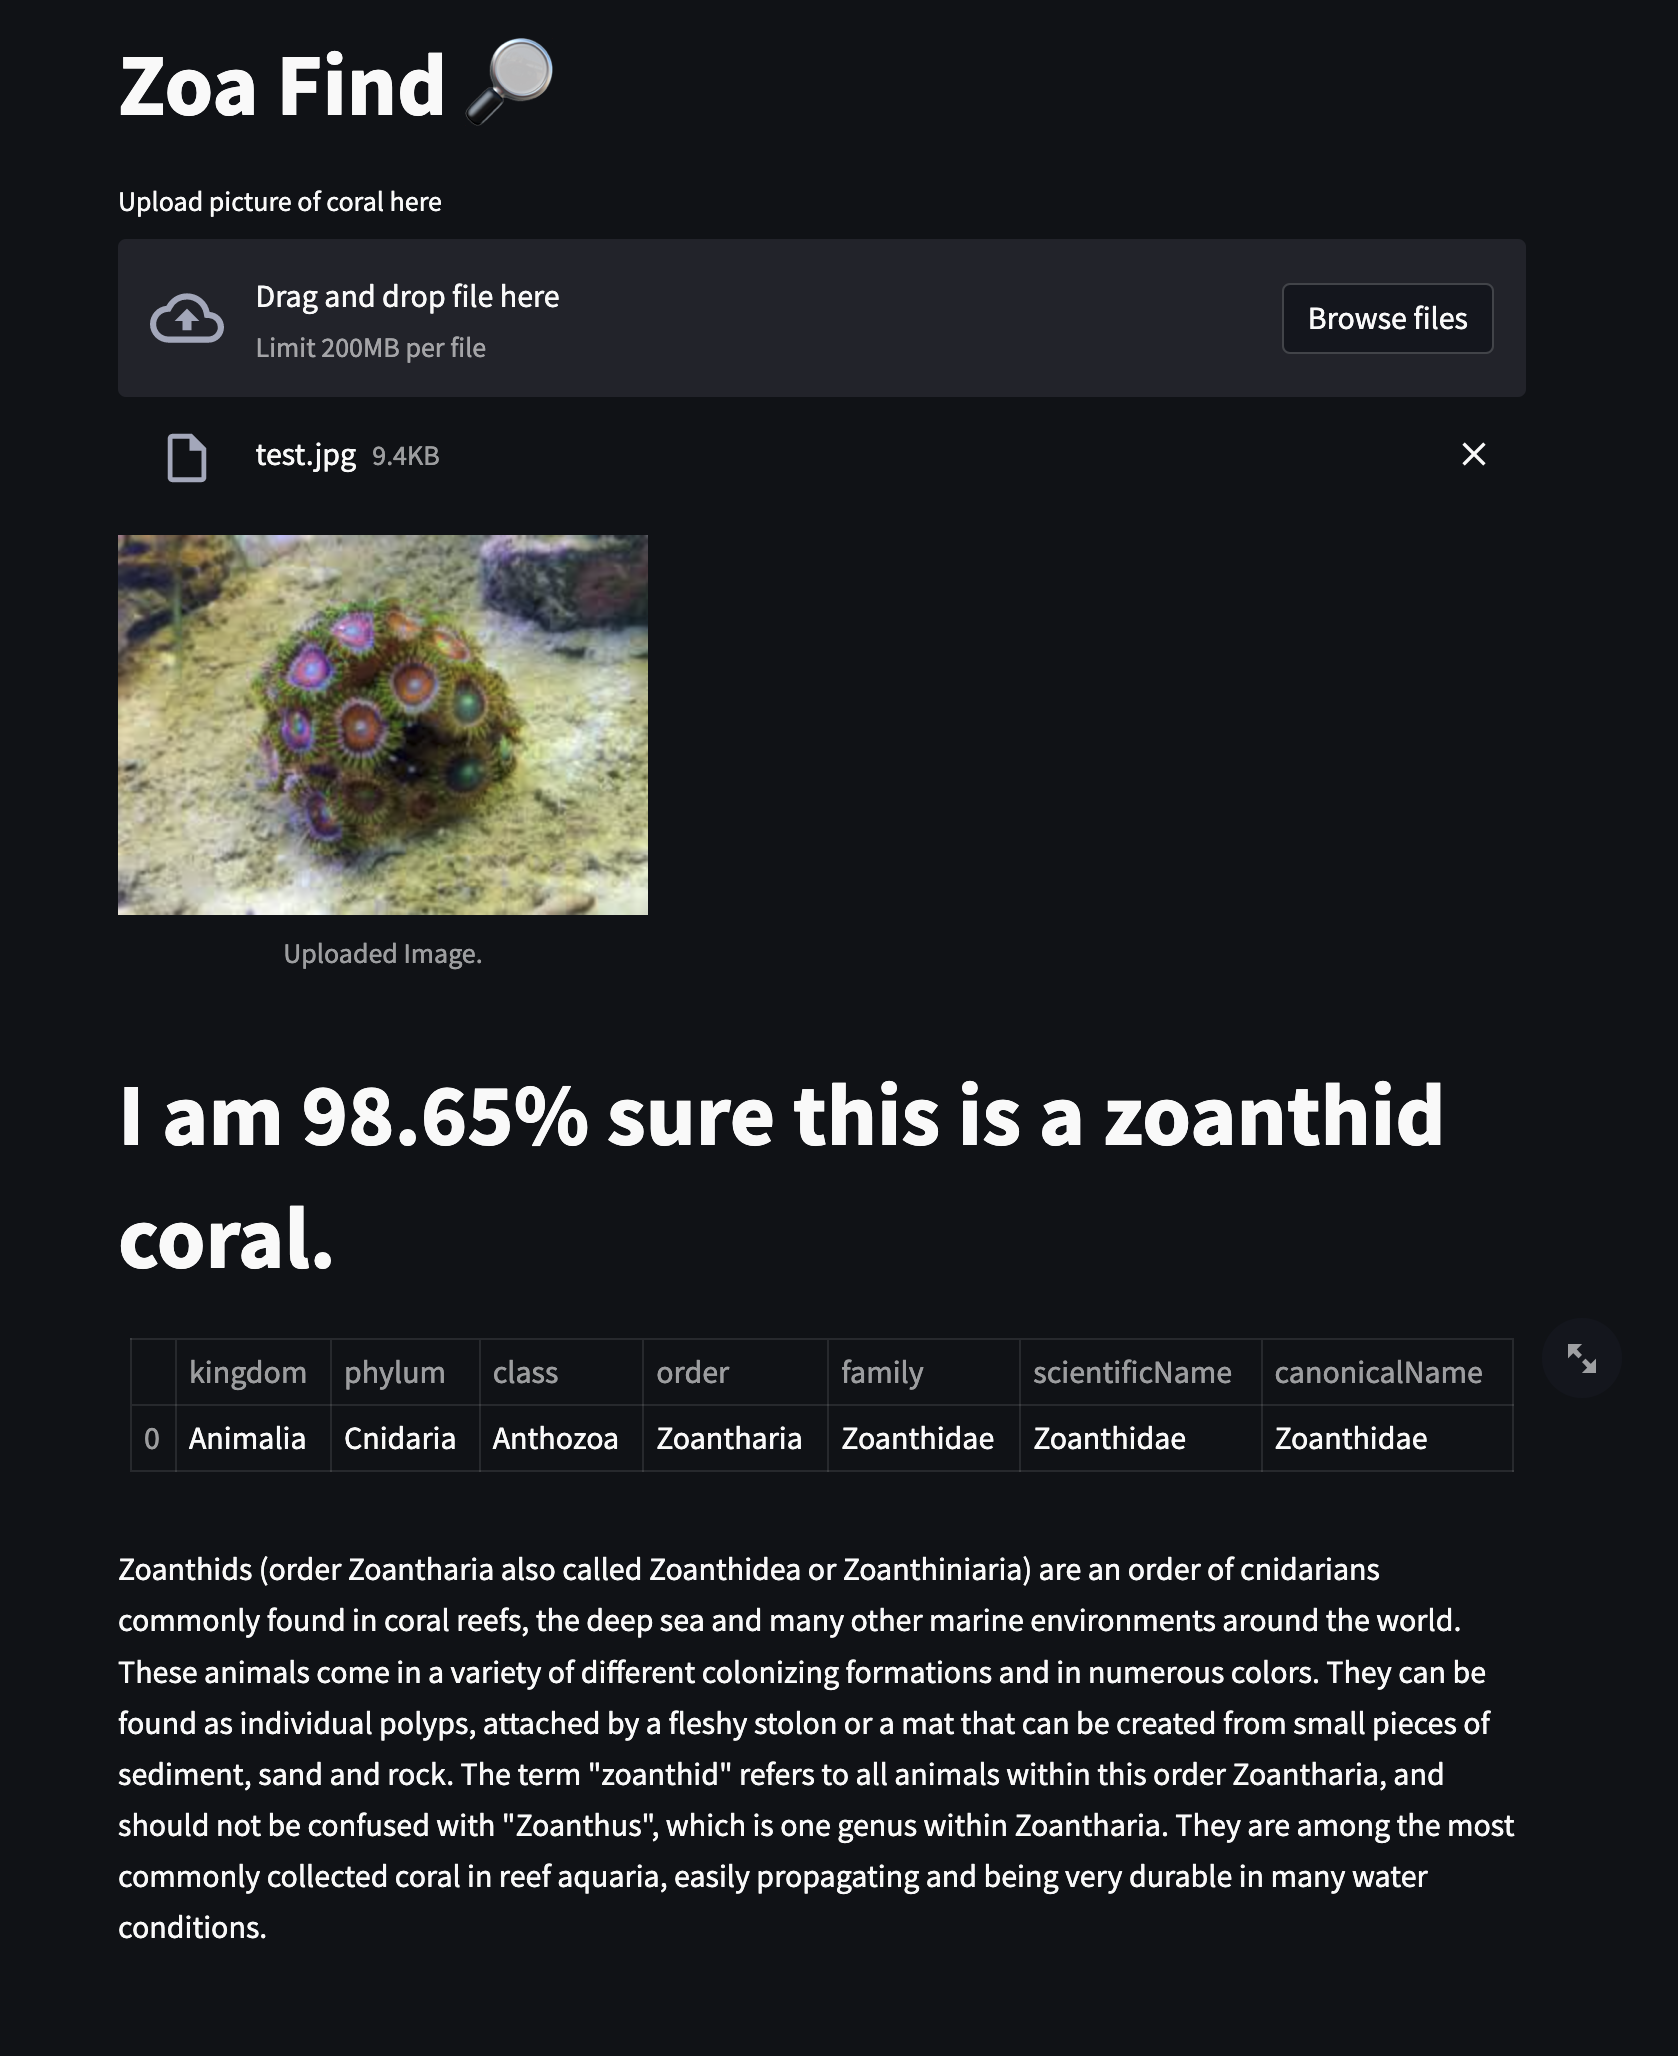 Zoa Find
Upload picture of coral here
Drag and drop file here
Limit 200MB per file
Browse files
test.jpg 9.4KB
Uploaded Image.
I am 98.65% sure this is a zoanthid
coral.
kingdom phylum class order family scientificName canonicalName
0 Animalia Cnidaria Anthozoa Zoantharia Zoanthidae Zoanthidae Zoanthidae
Zoanthids (order Zoantharia also called Zoanthidea or Zoanthiniaria) are an order of cnidarians
commonly found in coral reefs, the deep sea and many other marine environments around the world.
These animals come in a variety of different colonizing formations and in numerous colors. They can be
found as individual polyps, attached by a fleshy stolon or a mat that can be created from small pieces of
sediment, sand and rock. The term "zoanthid" refers to all animals within this order Zoantharia, and
should not be confused with "Zoanthus", which is one genus within Zoantharia. They are among the most
commonly collected coral in reef aquaria, easily propagating and being very durable in many water
conditions.